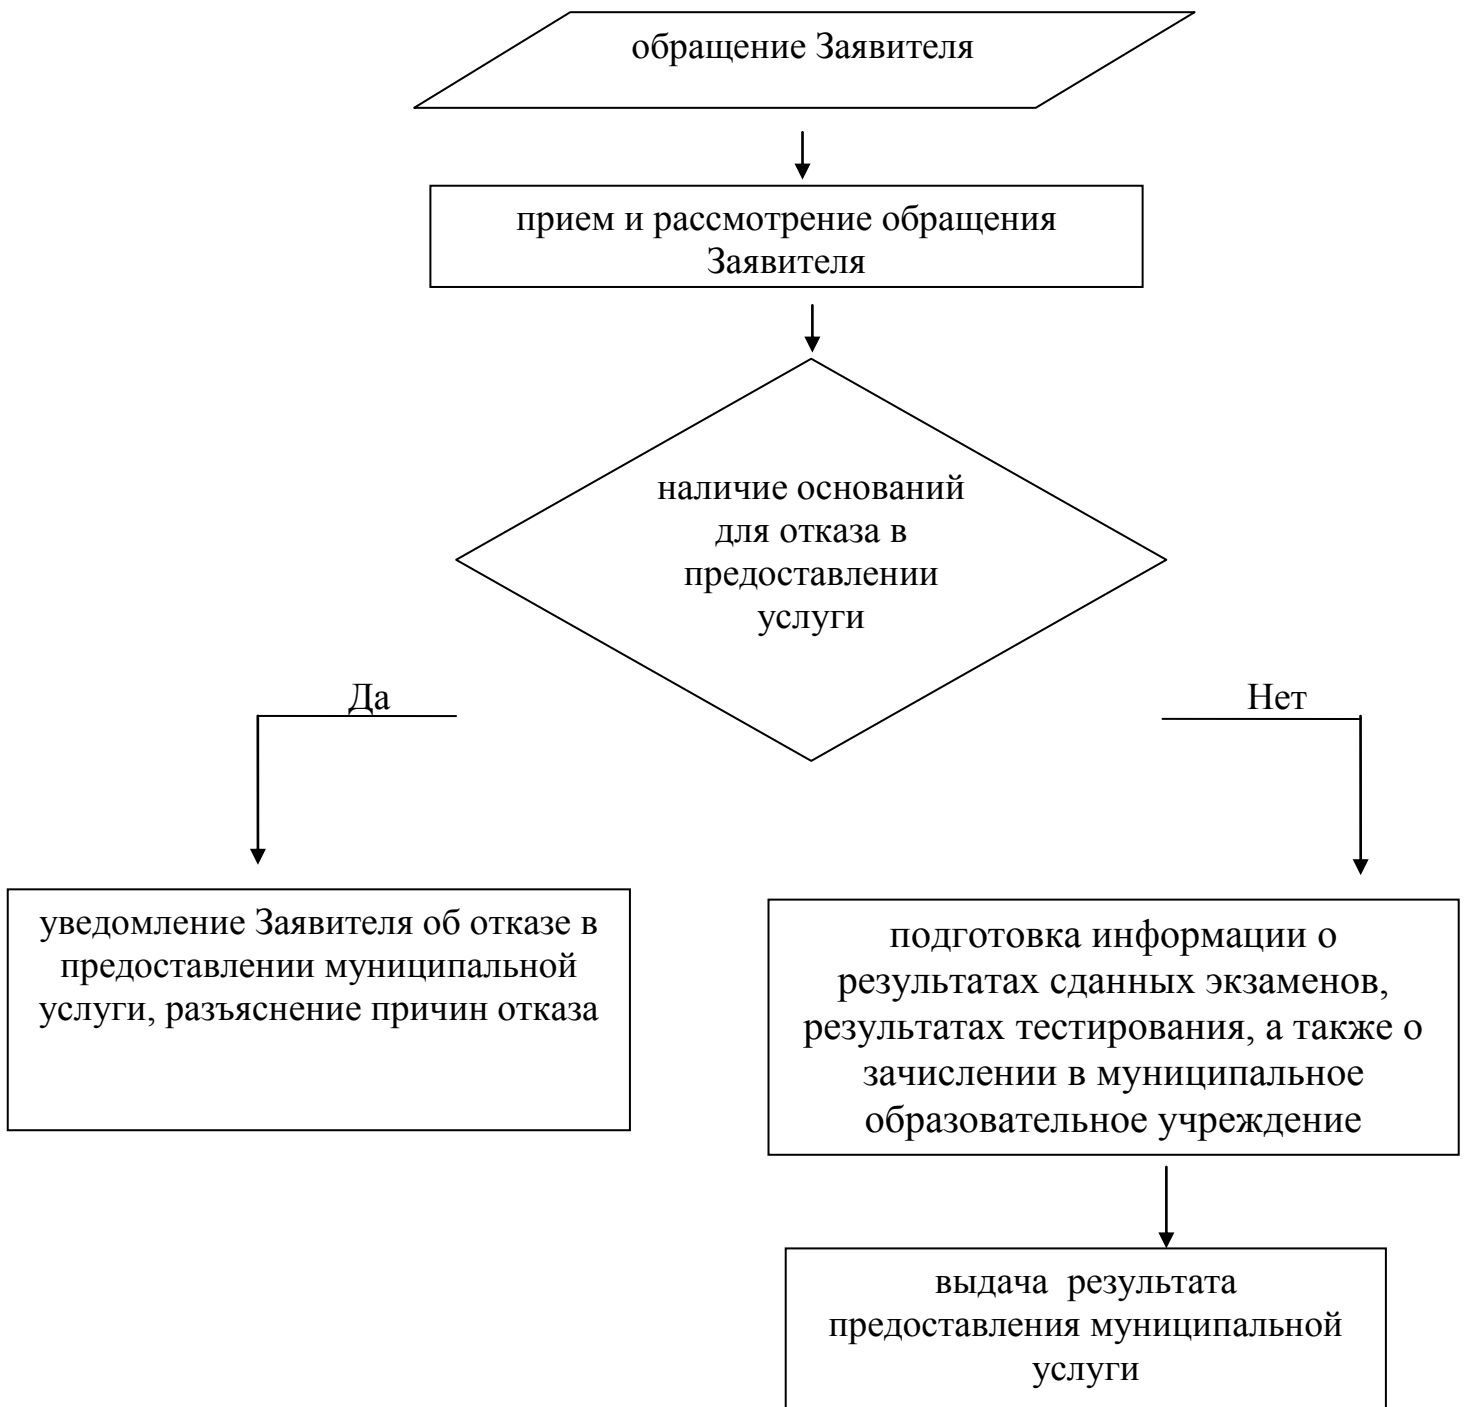 обращение Заявителя
прием и рассмотрение обращения
Заявителя
наличие оснований
для отказа в
предоставлении
услуги
Да
Нет
уведомление Заявителя об отказе в
предоставлении муниципальной
услуги, разъяснение причин отказа
подготовка информации о
результатах сданных экзаменов,
результатах тестирования, а также о
зачислении в муниципальное
образовательное учреждение
выдача  результата
предоставления муниципальной
услуги